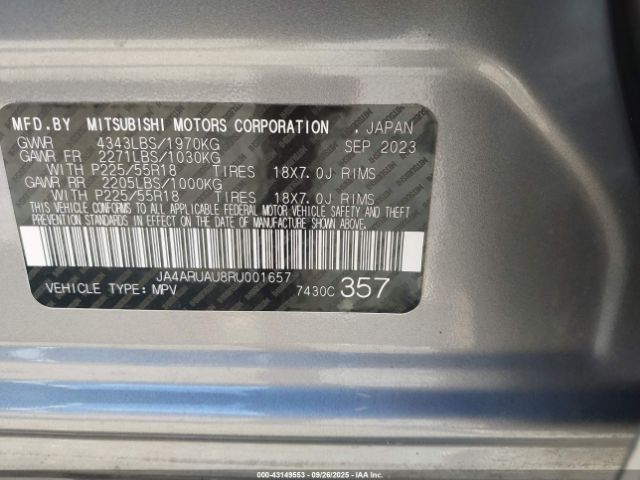 MFD.BY MITSUBISHI MOTORS CORPORATION . JAPAN
GVWR 4343LBS/1970KG SEP 2023
GAWR FR 2271LBS/1030KG
WITH P225/55R18 TIRES 18X7.0J RIMS
GAWR RR 2205LBS/1000KG
WITH P225/55R18 TIRES 18X7.0J RIMS
THIS VEHICLE CONFORMS TO ALL APPLICABLE FEDERAL MOTOR VEHICLE SAFETY AND THEFT
PREVENTION STANDARDS IN EFFECT ON THE DATE OF MANUFACTURE SHOWN ABOVE.
JA4ARUAU8RU001657
VEHICLE TYPE: MPV 7430C 357
000-43149553 - 09/26/2025 - IAA Inc.